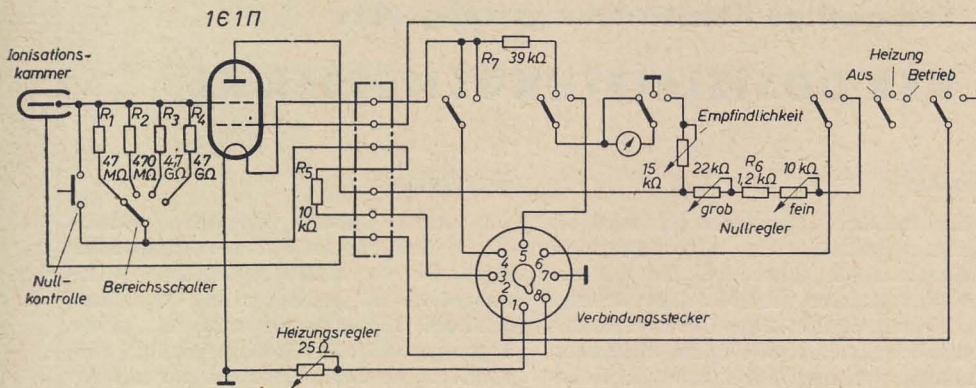 1Є1П
Ionisations-
kammer
R1
R2
R3
R4
47
MΩ
470
MΩ
4,7
GΩ
47
GΩ
R5
10
kΩ
R7
39 kΩ
Heizung
Aus
Betrieb
Empfindlichkeit
15
kΩ
22 kΩ
grob
R6
1,2 kΩ
10 kΩ
fein
Nullregler
Null-
kontrolle
Bereichsschalter
4
5
6
3
7
2
1
8
Verbindungsstecker
Heizungsregler
25 Ω